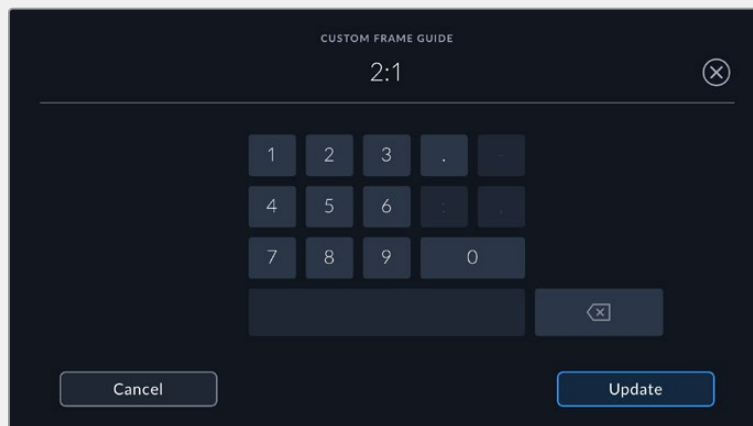 CUSTOM FRAME GUIDE
2:1
1 2 3 . -
4 5 6 : ,
7 8 9 0
Cancel Update